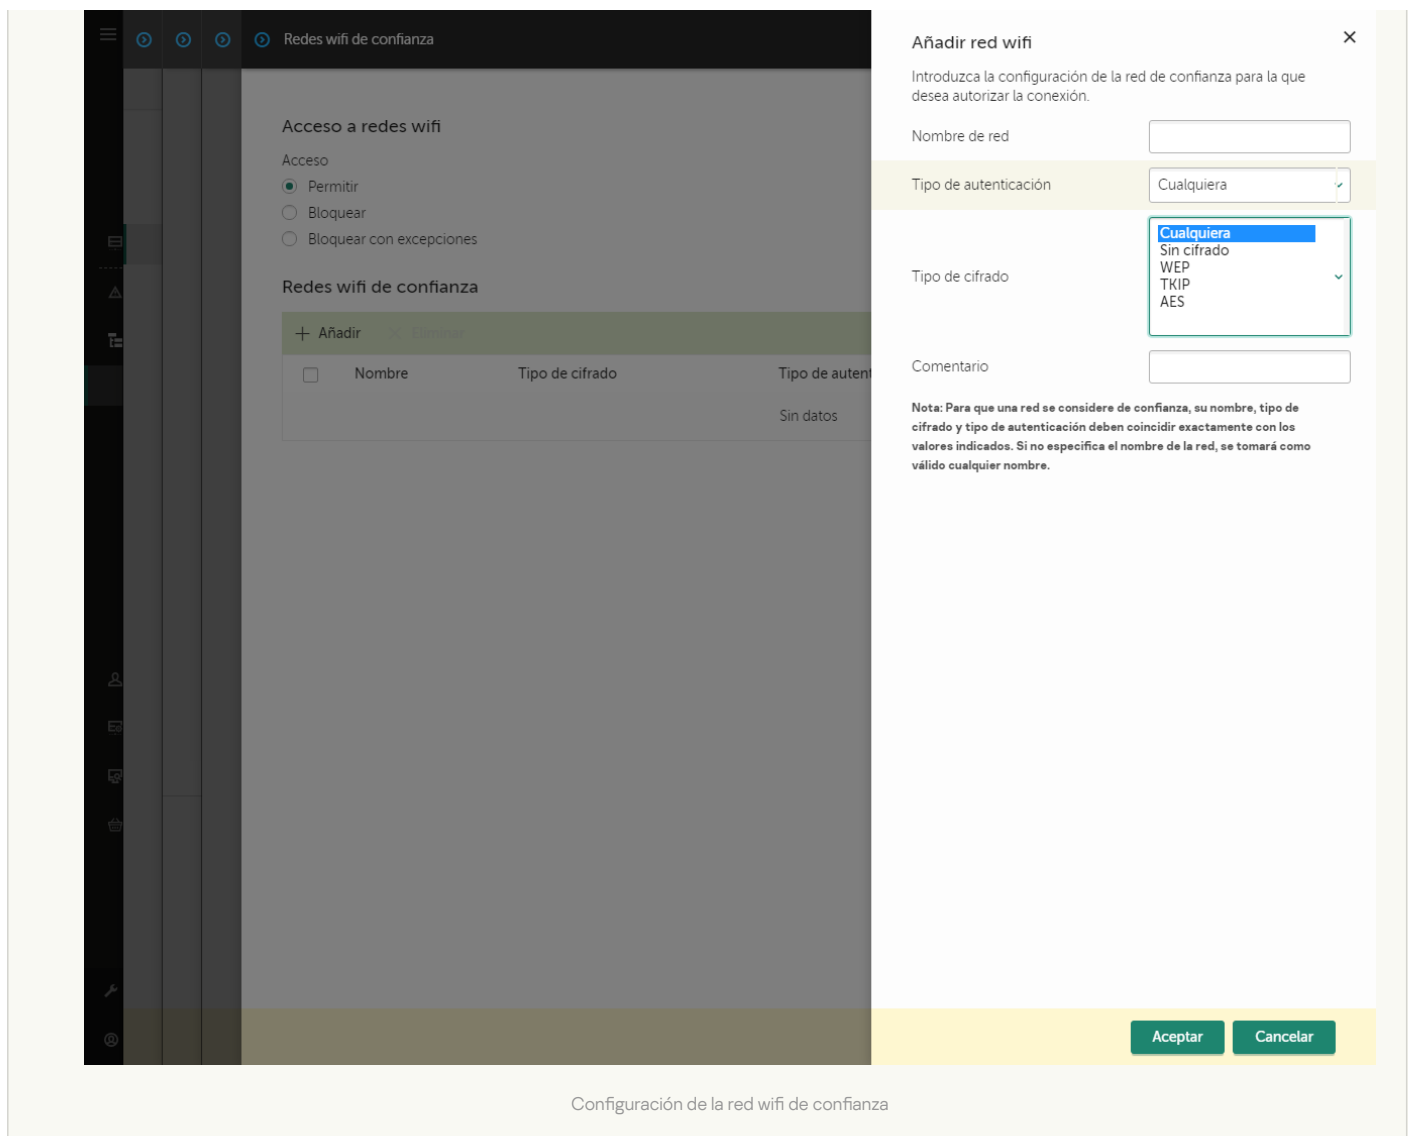 Redes wifi de confianza
Acceso a redes wifi
Acceso
Permitir
Bloquear
Bloquear con excepciones
Redes wifi de confianza
Añadir Eliminar
Nombre Tipo de cifrado Tipo de autent
Sin datos
Añadir red wifi
Introduzca la configuración de la red de confianza para la que
desea autorizar la conexión.
Nombre de red
Tipo de autenticación Cualquiera
Tipo de cifrado
Cualquiera
Sin cifrado
WEP
TKIP
AES
Comentario
Nota: Para que una red se considere de confianza, su nombre, tipo de
cifrado y tipo de autenticación deben coincidir exactamente con los
valores indicados. Si no especifica el nombre de la red, se tomará como
válido cualquier nombre.
Aceptar Cancelar
Configuración de la red wifi de confianza